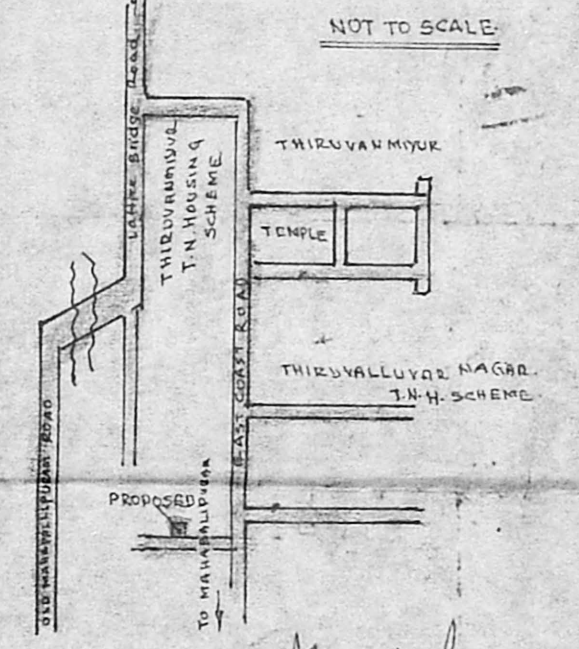 NOT TO SCALE
Lattice Bridge Road
THIRUVANMIYUR
T.N. HOUSING
SCHEME
THIRUVANMIYUR
TEMPLE
EAST COAST ROAD
THIRUVALLUVAR NAGAR
T.N.H. SCHEME
OLD MAHABALIPURAM ROAD
PROPOSED
TO MAHABALIPURAM